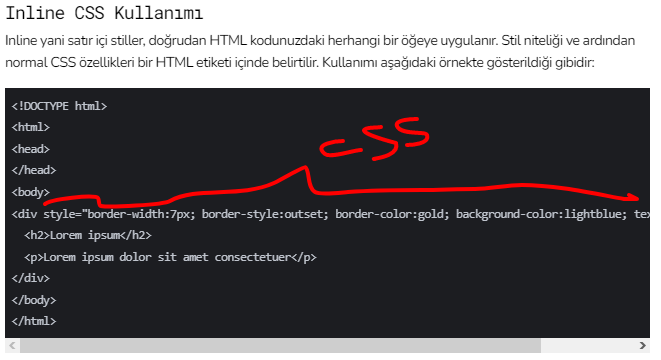 Inline CSS Kullanımı
Inline yani satır içi stiller, doğrudan HTML kodunuzdaki herhangi bir öğeye uygulanır. Stil niteliği ve ardından
normal CSS özellikleri bir HTML etiketi içinde belirtilir. Kullanımı aşağıdaki örnekte gösterildiği gibidir:
<!DOCTYPE html>
<html>
<head>
CSS
</head>
<body>
<div style="border-width:7px; border-style:outset; border-color:gold; background-color:lightblue; tex
<h2>Lorem ipsum</h2>
<p>Lorem ipsum dolor sit amet consectetuer</p>
</div>
</body>
</html>